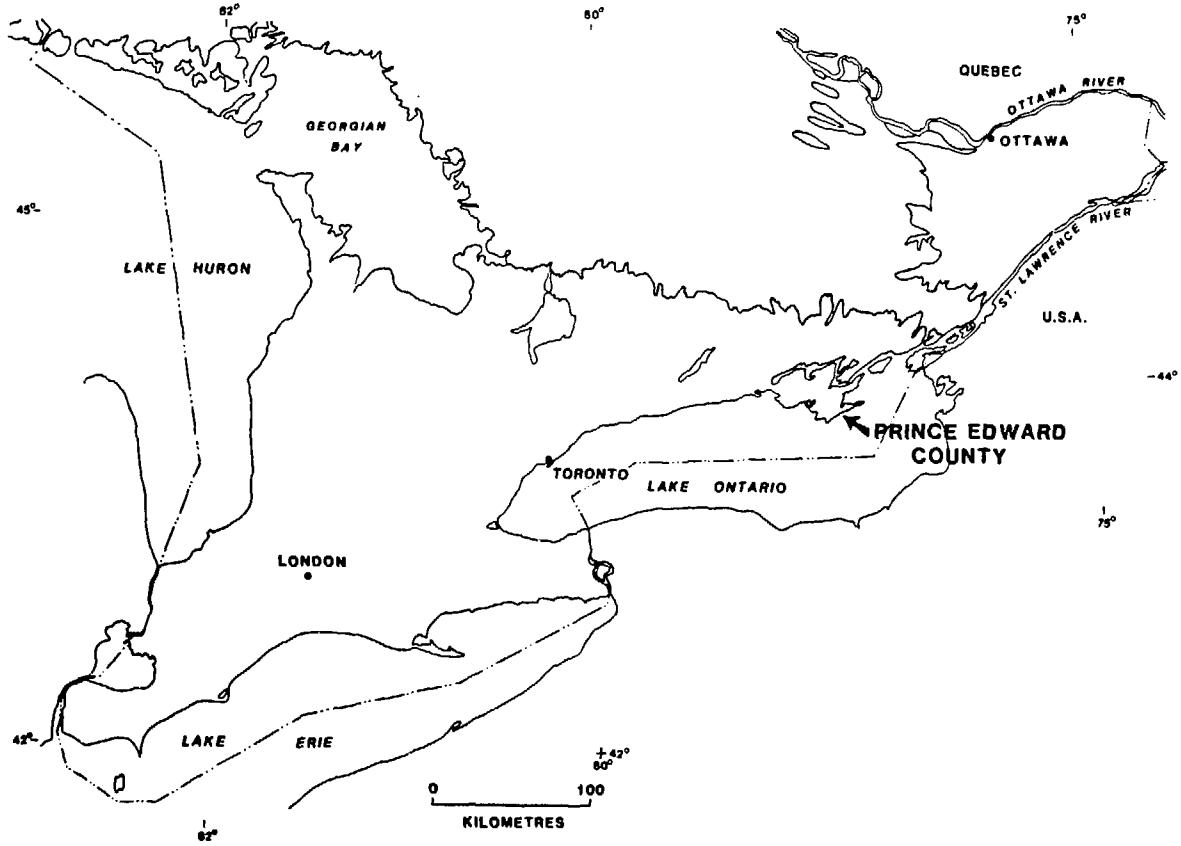 82°
80°
75°
QUEBEC
OTTAWA RIVER
OTTAWA
GEORGIAN
BAY
45°
LAKE HURON
ST. LAWRENCE RIVER
U.S.A.
44°
PRINCE EDWARD
COUNTY
TORONTO
LAKE ONTARIO
75°
LONDON
42°
LAKE ERIE
42°
80°
0 100
KILOMETRES
82°